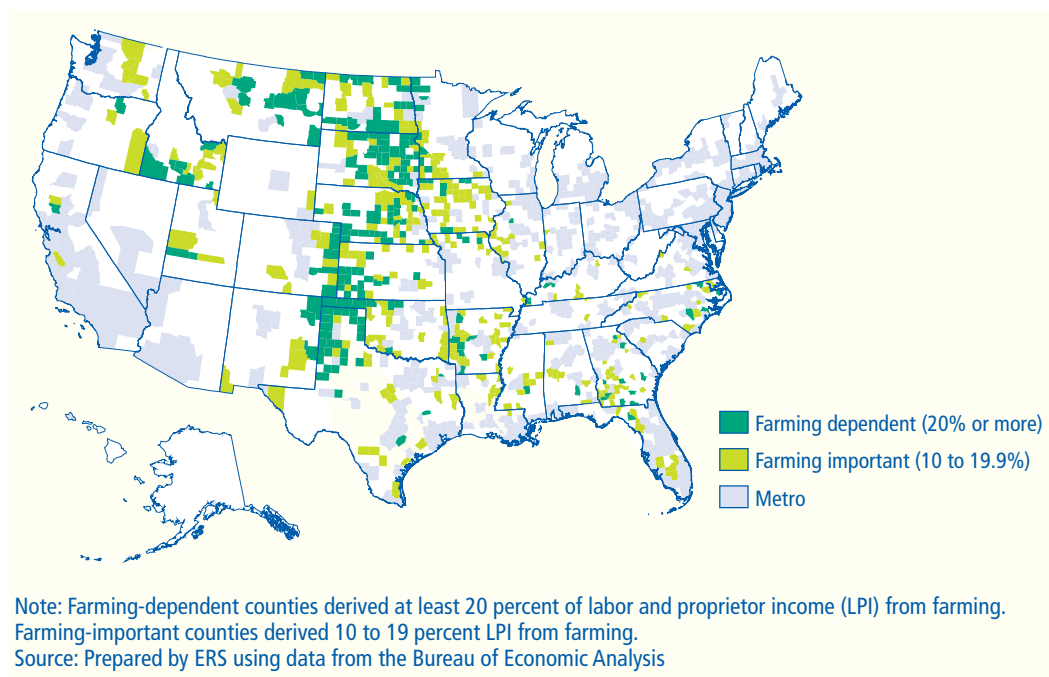 Farming dependent (20% or more)
Farming important (10 to 19.9%)
Metro
Note: Farming-dependent counties derived at least 20 percent of labor and proprietor income (LPI) from farming.
Farming-important counties derived 10 to 19 percent LPI from farming.
Source: Prepared by ERS using data from the Bureau of Economic Analysis